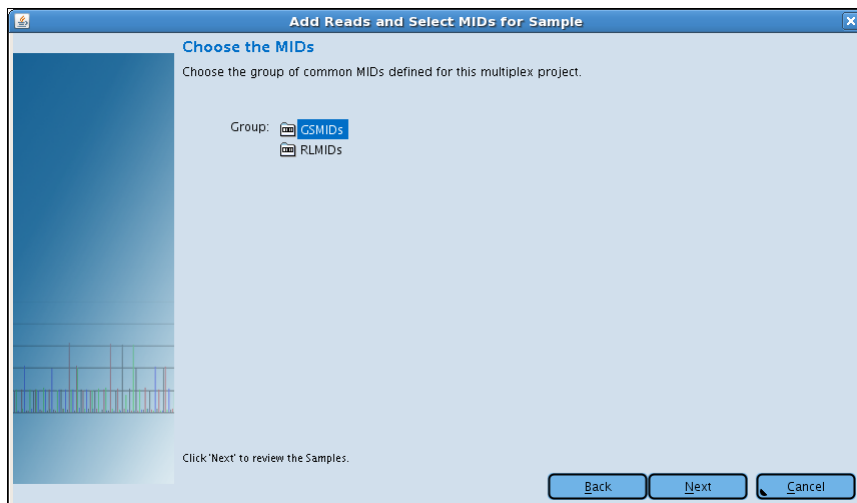 Add Reads and Select MIDs for Sample
Choose the MIDs
Choose the group of common MIDs defined for this multiplex project.
Group: GSMIDs
RLMIDs
Click 'Next' to review the Samples.
Back Next Cancel